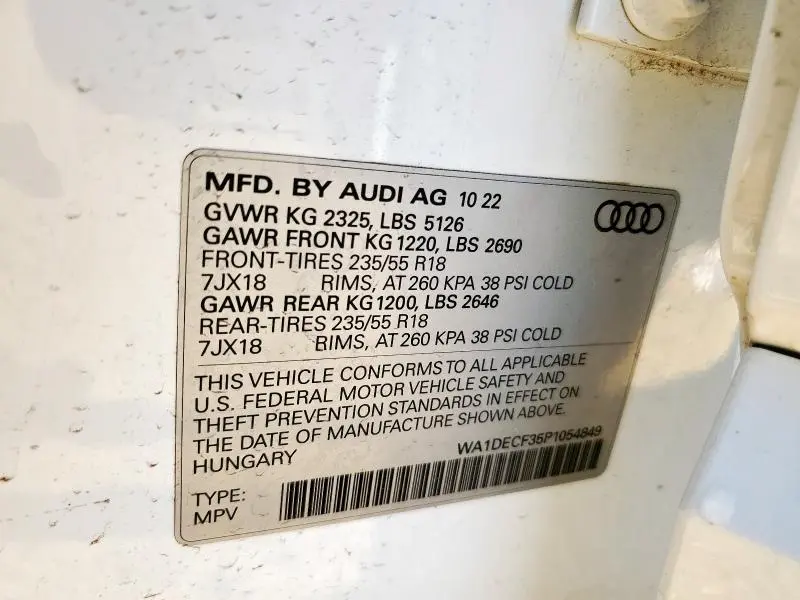 MFD. BY AUDI AG 10 22
GVWR KG 2325, LBS 5126
GAWR FRONT KG 1220, LBS 2690
FRONT-TIRES 235/55 R18
7JX18 RIMS, AT 260 KPA 38 PSI COLD
GAWR REAR KG 1200, LBS 2646
REAR-TIRES 235/55 R18
7JX18 RIMS, AT 260 KPA 38 PSI COLD
THIS VEHICLE CONFORMS TO ALL APPLICABLE
U.S. FEDERAL MOTOR VEHICLE SAFETY AND
THEFT PREVENTION STANDARDS IN EFFECT ON
THE DATE OF MANUFACTURE SHOWN ABOVE.
HUNGARY
WA1DECF35P1054849
TYPE:
MPV